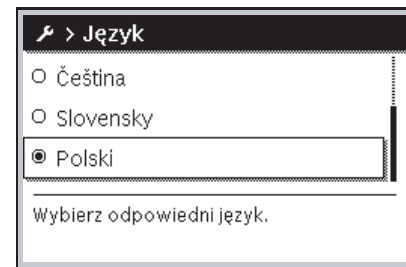 > Język
Čeština
Slovensky
Polski
Wybierz odpowiedni język.